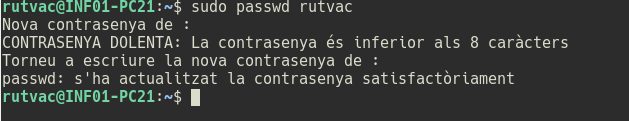 rutvac@INF01-PC21:~$ sudo passwd rutvac
Nova contrasenya de :
CONTRASENYA DOLENTA: La contrasenya és inferior als 8 caràcters
Torneu a escriure la nova contrasenya de :
passwd: s'ha actualitzat la contrasenya satisfactòriament
rutvac@INF01-PC21:~$